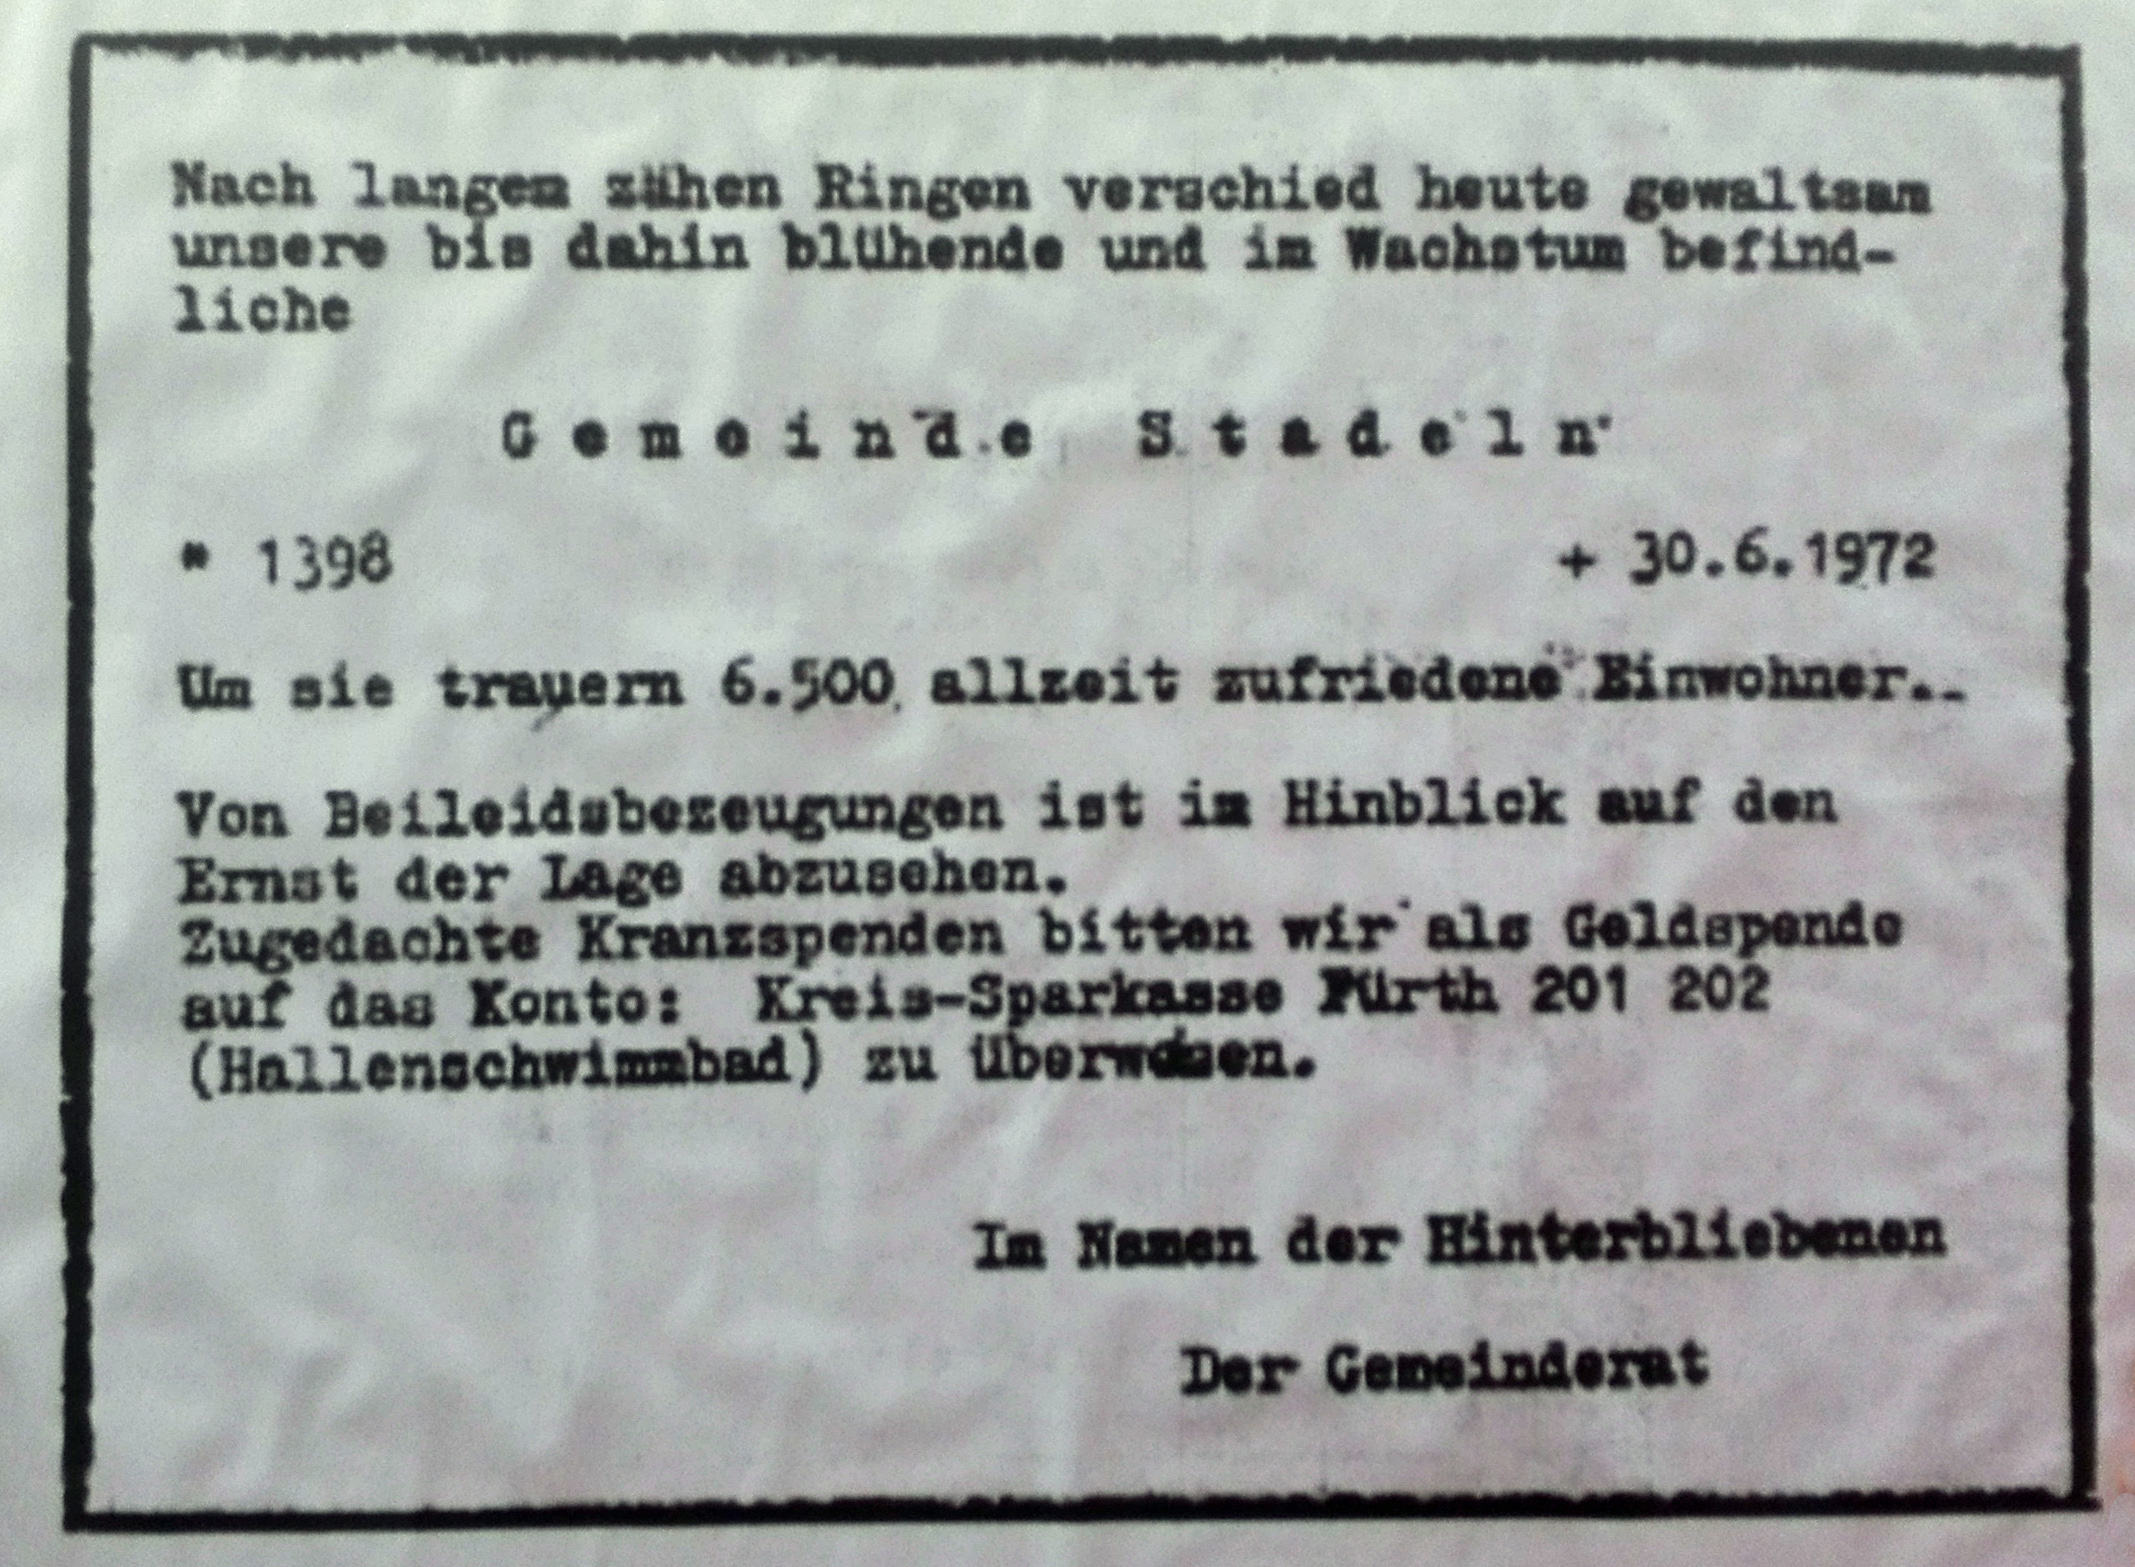 Nach langem zähen Ringen verschied heute gewaltsam
unsere bis dahin blühende und im Wachstum befind-
liche
G e m e i n d e  S t a d e l n
* 1398 + 30.6.1972
Um sie trauern 6.500 allzeit zufriedene Einwohner..
Von Beileidsbezeugungen ist im Hinblick auf den
Ernst der Lage abzusehen.
Zugedachte Kranzspenden bitten wir als Geldspende
auf das Konto: Kreis-Sparkasse Fürth 201 202
(Hallenschwimmbad) zu überweisen.
Im Namen der Hinterbliebenen
Der Gemeinderat